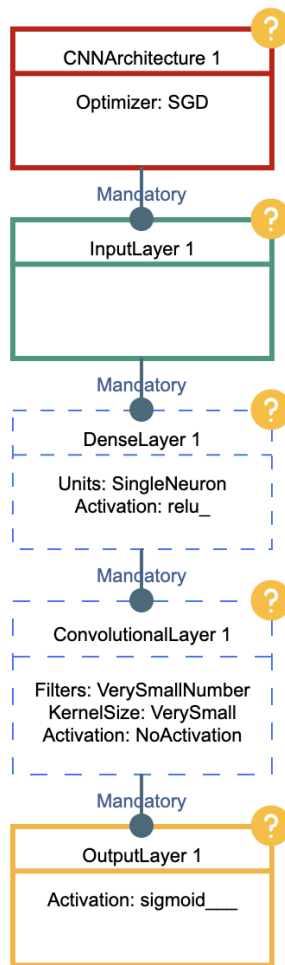 ?
CNNArchitecture 1
Optimizer: SGD
Mandatory
?
InputLayer 1
Mandatory
?
DenseLayer 1
Units: SingleNeuron
Activation: relu_
Mandatory
?
ConvolutionalLayer 1
Filters: VerySmallNumber
KernelSize: VerySmall
Activation: NoActivation
Mandatory
?
OutputLayer 1
Activation: sigmoid___